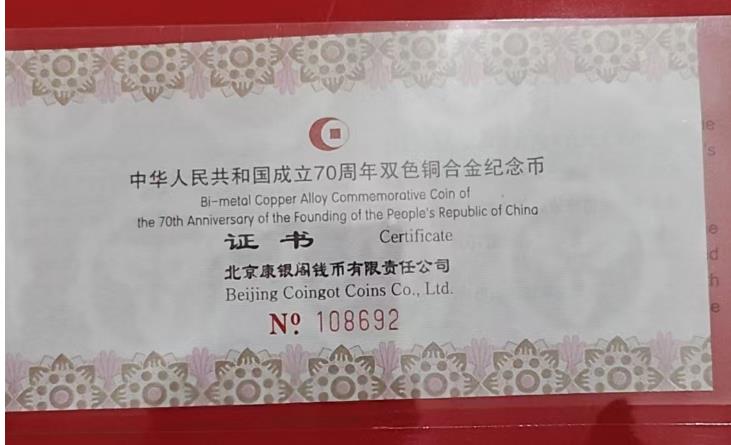 中华人民共和国成立70周年双色铜合金纪念币
Bi-metal Copper Alloy Commemorative Coin of
the 70th Anniversary of the Founding of the People's Republic of China
证书 Certificate
北京康银阁钱币有限责任公司
Beijing Coingot Coins Co., Ltd.
Nº 108692